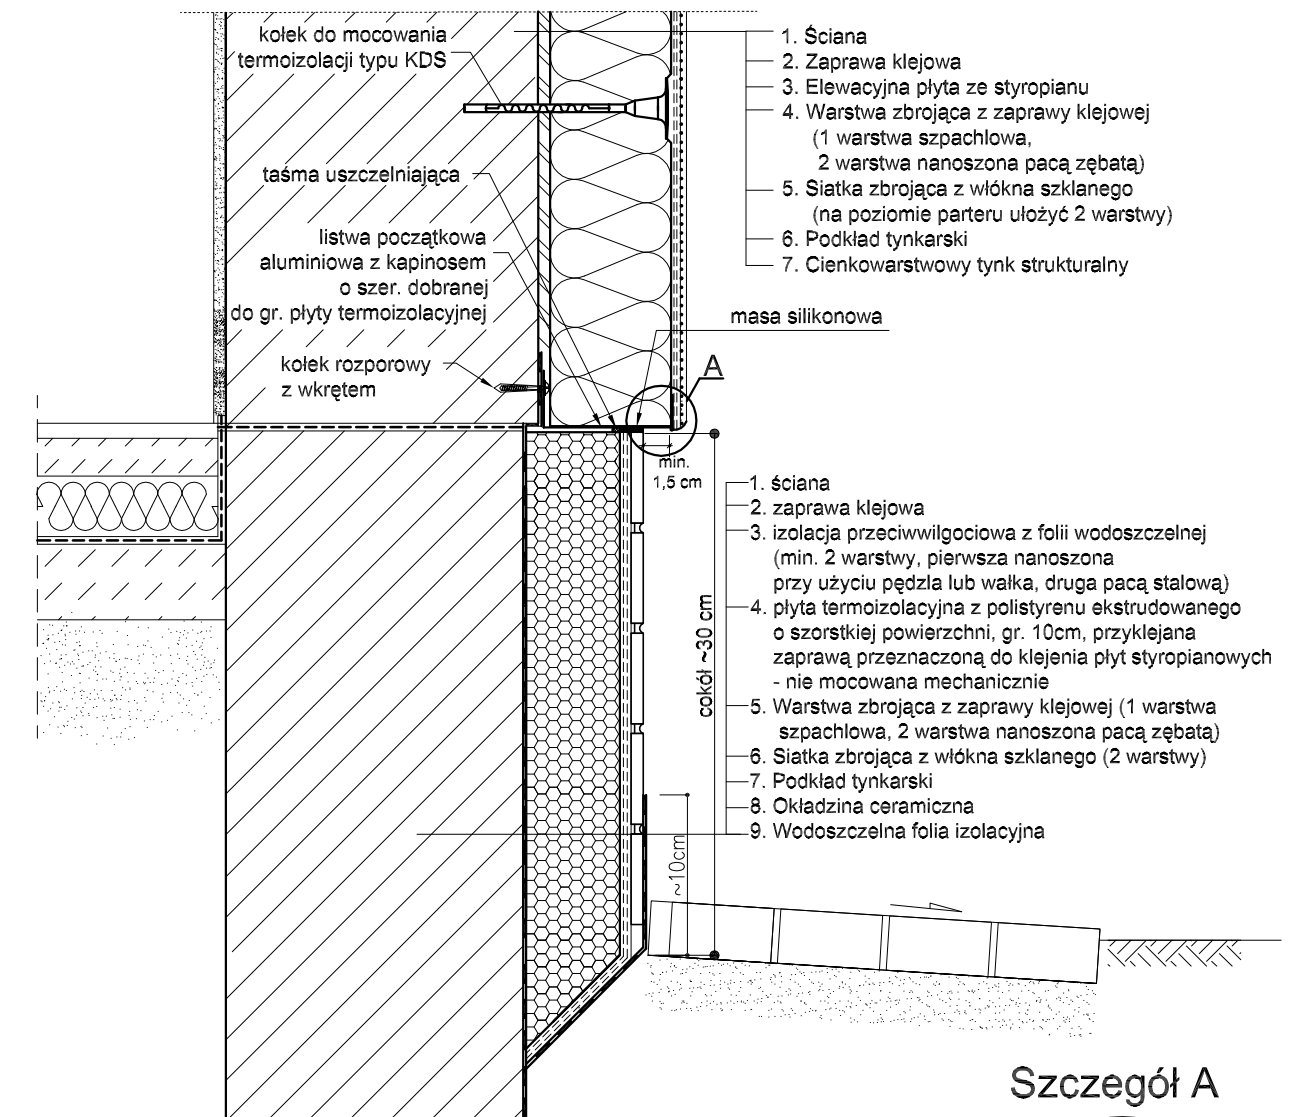 kołek do mocowania
termoizolacji typu KDS
taśma uszczelniająca
listwa początkowa
aluminiowa z kapinosem
o szer. dobranej
do gr. płyty termoizolacyjnej
kołek rozporowy
z wkrętem
1. Ściana
2. Zaprawa klejowa
3. Elewacyjna płyta ze styropianu
4. Warstwa zbrojąca z zaprawy klejowej
(1 warstwa szpachlowa,
2 warstwa nanoszona pacą zębatą)
5. Siatka zbrojąca z włókna szklanego
(na poziomie parteru ułożyć 2 warstwy)
6. Podkład tynkarski
7. Cienkowarstwowy tynk strukturalny
masa silikonowa
A
min.
1,5 cm
cokół ~30 cm
~10cm
1. ściana
2. zaprawa klejowa
3. izolacja przeciwwilgociowa z folii wodoszczelnej
(min. 2 warstwy, pierwsza nanoszona
przy użyciu pędzla lub wałka, druga pacą stalową)
4. płyta termoizolacyjna z polistyrenu ekstrudowanego
o szorstkiej powierzchni, gr. 10cm, przyklejana
zaprawą przeznaczoną do klejenia płyt styropianowych
- nie mocowana mechanicznie
5. Warstwa zbrojąca z zaprawy klejowej (1 warstwa
szpachlowa, 2 warstwa nanoszona pacą zębatą)
6. Siatka zbrojąca z włókna szklanego (2 warstwy)
7. Podkład tynkarski
8. Okładzina ceramiczna
9. Wodoszczelna folia izolacyjna
Szczegół A